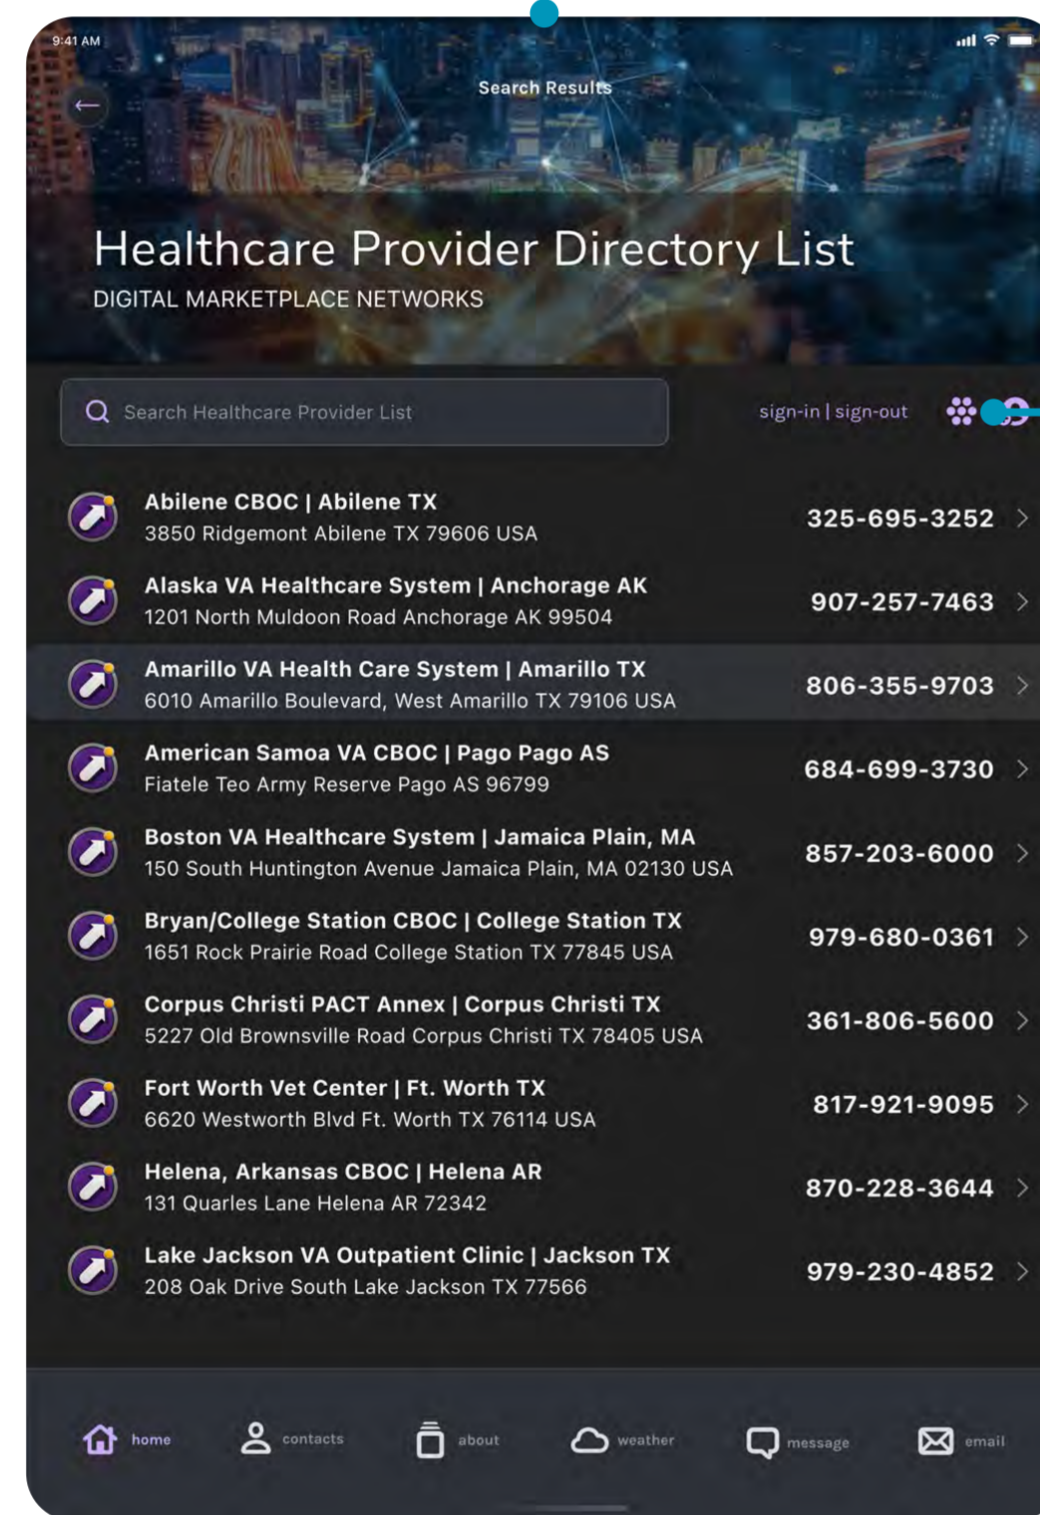 9:41 AM
Search Results
Healthcare Provider Directory List
DIGITAL MARKETPLACE NETWORKS
Search Healthcare Provider List
sign-in | sign-out
Abilene CBOC | Abilene TX
3850 Ridgemont Abilene TX 79606 USA
325-695-3252
Alaska VA Healthcare System | Anchorage AK
1201 North Muldoon Road Anchorage AK 99504
907-257-7463
Amarillo VA Health Care System | Amarillo TX
6010 Amarillo Boulevard, West Amarillo TX 79106 USA
806-355-9703
American Samoa VA CBOC | Pago Pago AS
Fiatele Teo Army Reserve Pago AS 96799
684-699-3730
Boston VA Healthcare System | Jamaica Plain, MA
150 South Huntington Avenue Jamaica Plain, MA 02130 USA
857-203-6000
Bryan/College Station CBOC | College Station TX
1651 Rock Prairie Road College Station TX 77845 USA
979-680-0361
Corpus Christi PACT Annex | Corpus Christi TX
5227 Old Brownsville Road Corpus Christi TX 78405 USA
361-806-5600
Fort Worth Vet Center | Ft. Worth TX
6620 Westworth Blvd Ft. Worth TX 76114 USA
817-921-9095
Helena, Arkansas CBOC | Helena AR
131 Quarles Lane Helena AR 72342
870-228-3644
Lake Jackson VA Outpatient Clinic | Jackson TX
208 Oak Drive South Lake Jackson TX 77566
979-230-4852
home
contacts
about
weather
message
email